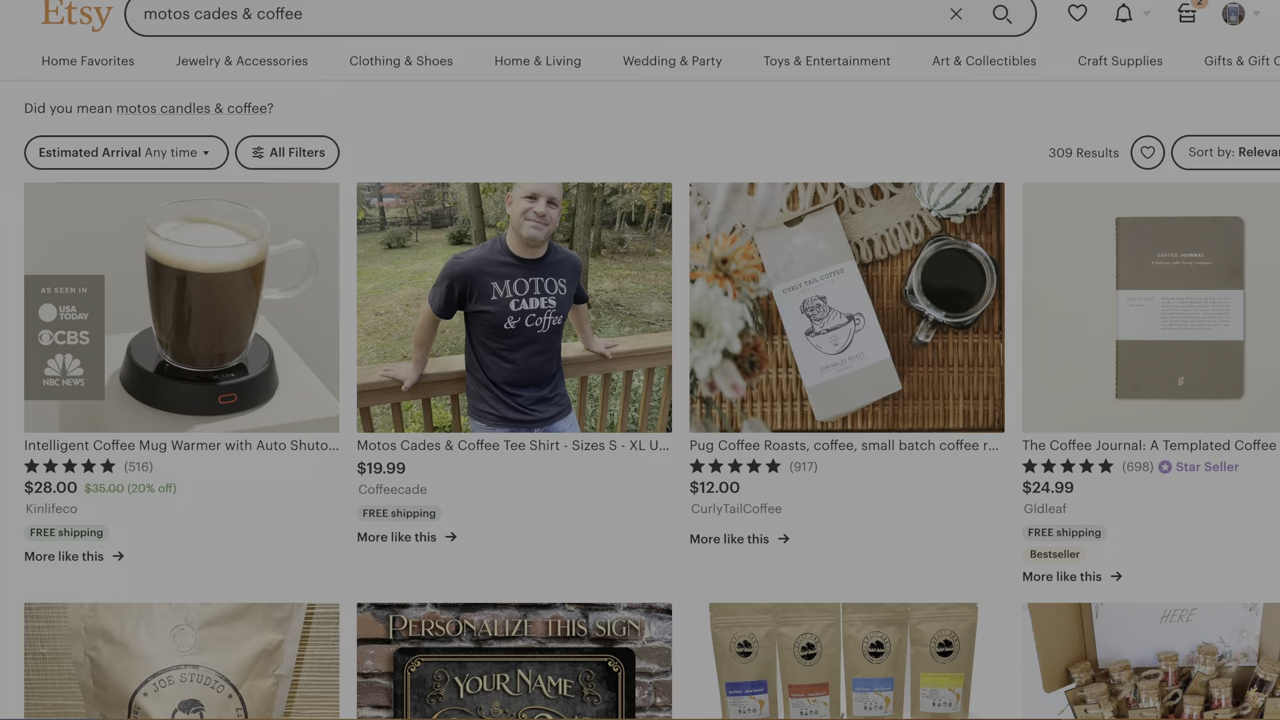 Etsy
motos cades & coffee
2
Home Favorites
Jewelry & Accessories
Clothing & Shoes
Home & Living
Wedding & Party
Toys & Entertainment
Art & Collectibles
Craft Supplies
Gifts & Gift C
Did you mean motos candles & coffee?
Estimated Arrival Any time
All Filters
309 Results
Sort by: Relevan
AS SEEN IN
USA
TODAY
CBS
NBC NEWS
MOTOS
CADES
& Coffee
CURLY TAIL COFFEE
SPRINKLES ROAST
COFFEE JOURNAL
Intelligent Coffee Mug Warmer with Auto Shuto...
(516)
$28.00 $35.00 (20% off)
Kinlifeco
FREE shipping
More like this
Motos Cades & Coffee Tee Shirt - Sizes S - XL U...
$19.99
Coffeecade
FREE shipping
More like this
Pug Coffee Roasts, coffee, small batch coffee r...
(917)
$12.00
CurlyTailCoffee
More like this
The Coffee Journal: A Templated Coffee
(698) Star Seller
$24.99
Gldleaf
FREE shipping
Bestseller
More like this
JOE STUDIO
PERSONALIZE THIS SIGN
YOUR NAME
HERE